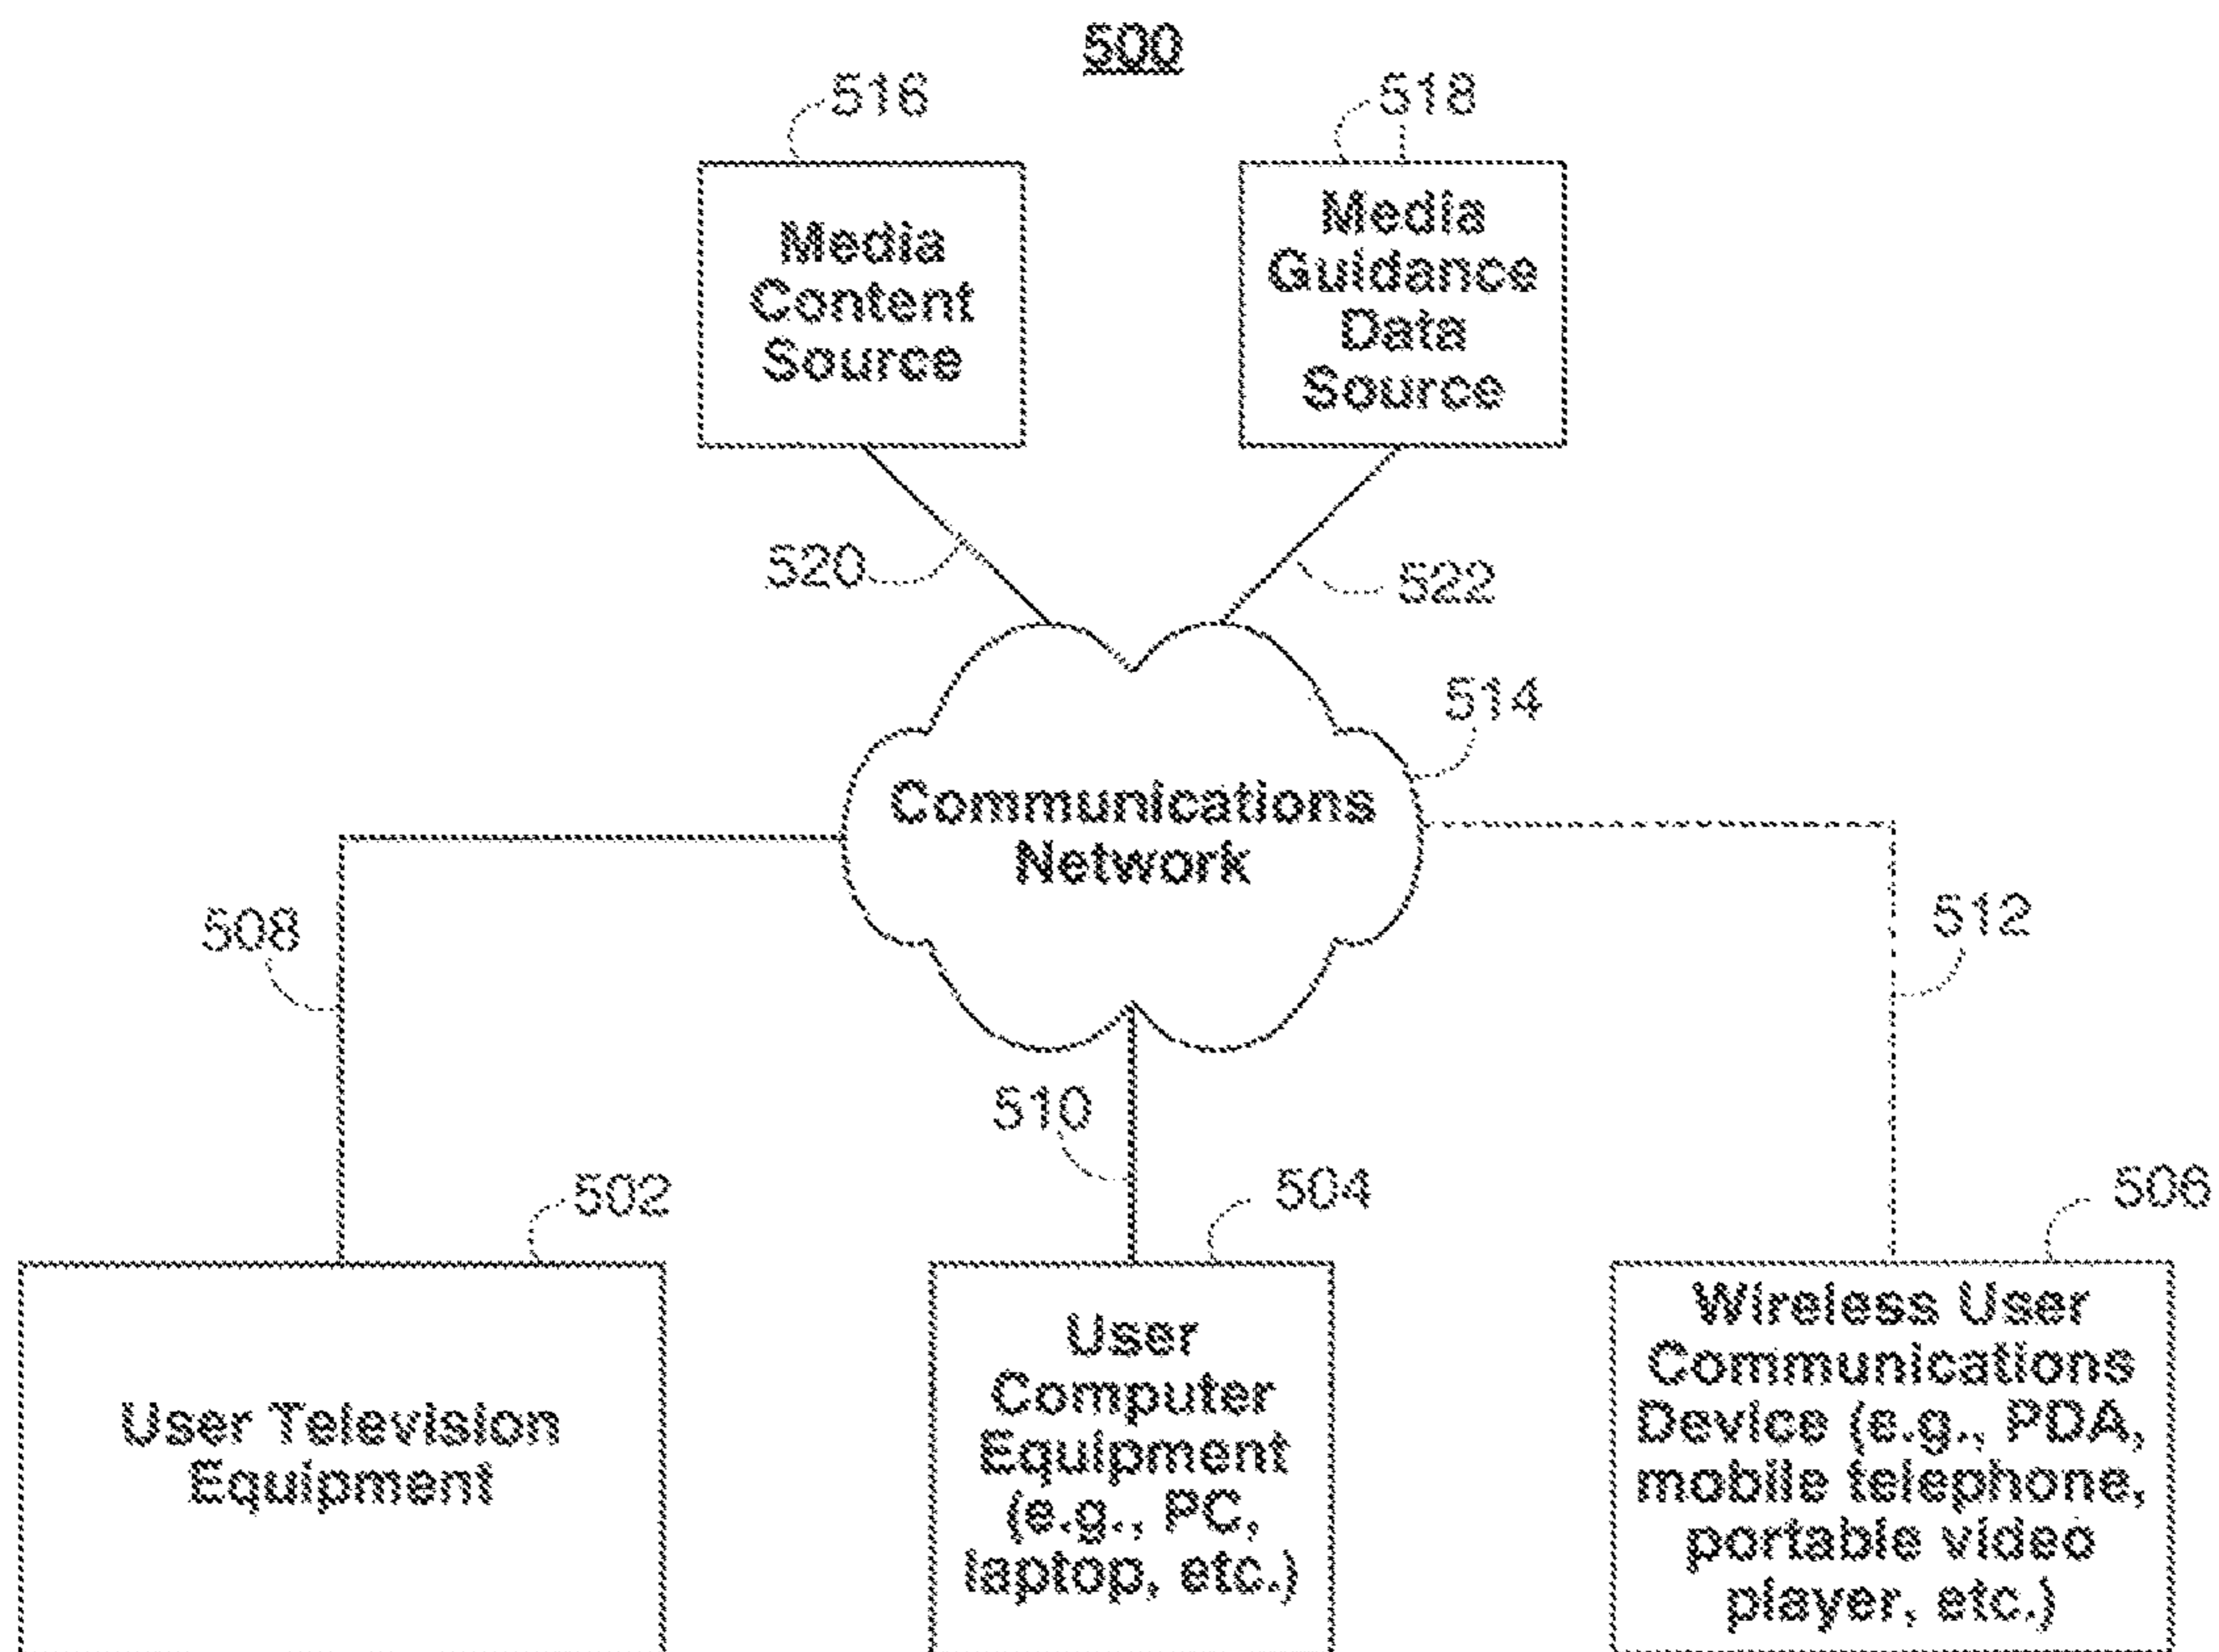 500
516
518
Media
Content
Source
Media
Guidance
Data
Source
520
522
514
Communications
Network
508
512
510
502
504
506
User Television
Equipment
User
Computer
Equipment
(e.g., PC,
laptop, etc.)
Wireless User
Communications
Device (e.g., PDA,
mobile telephone,
portable video
player, etc.)